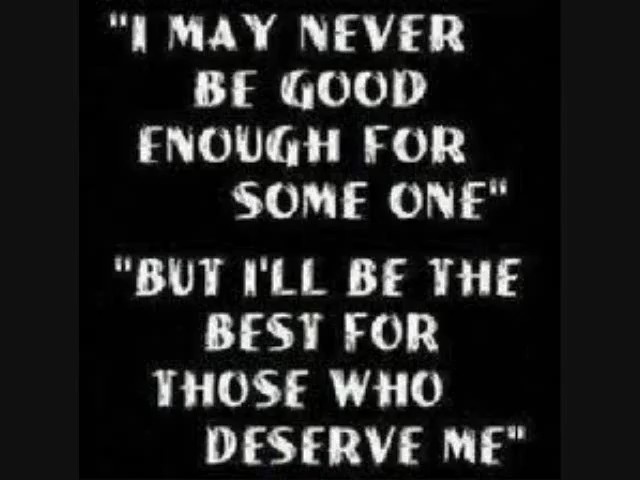 "I MAY NEVER
BE GOOD
ENOUGH FOR
SOME ONE"
"BUT I'LL BE THE
BEST FOR
THOSE WHO
DESERVE ME"